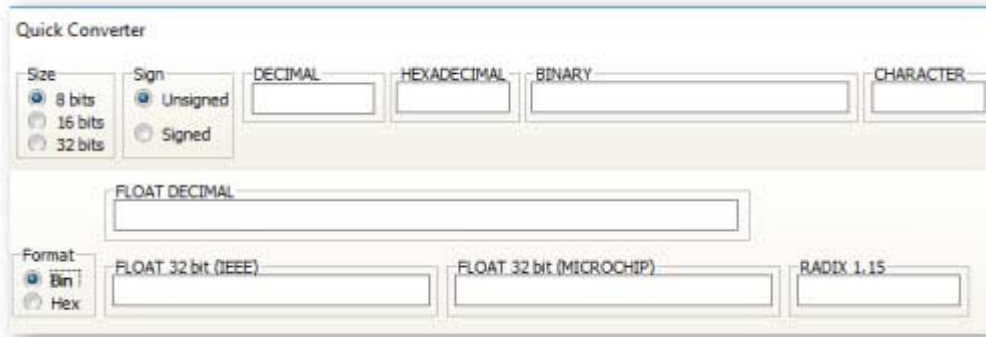 Quick Converter
Size Sign DECIMAL HEXADECIMAL BINARY CHARACTER
8 bits Unsigned
16 bits
Signed
32 bits
FLOAT DECIMAL
Format
FLOAT 32 bit (IEEE) FLOAT 32 bit (MICROCHIP) RADIX 1.15
Bin
Hex